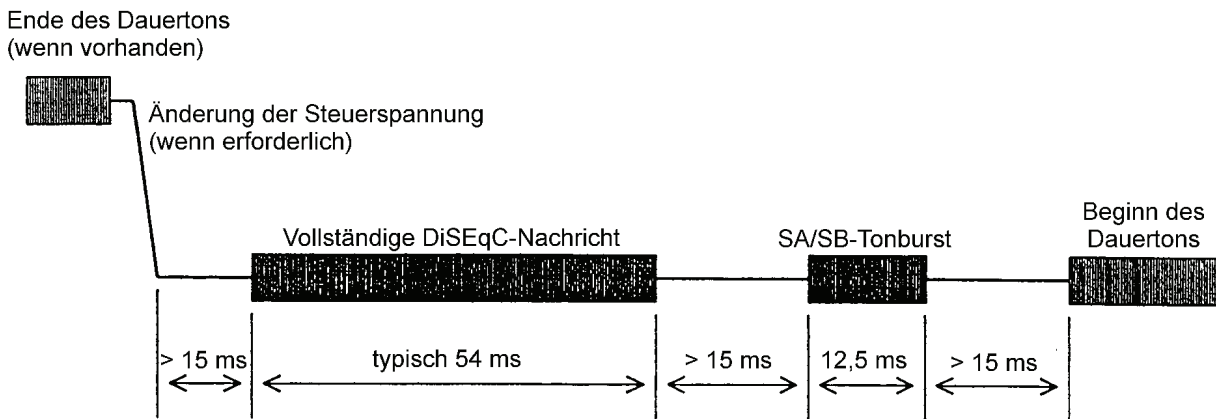 Ende des Dauertons
(wenn vorhanden)
Änderung der Steuerspannung
(wenn erforderlich)
Vollständige DiSEqC-Nachricht
SA/SB-Tonburst
Beginn des
Dauertons
> 15 ms
typisch 54 ms
> 15 ms
12,5 ms
> 15 ms